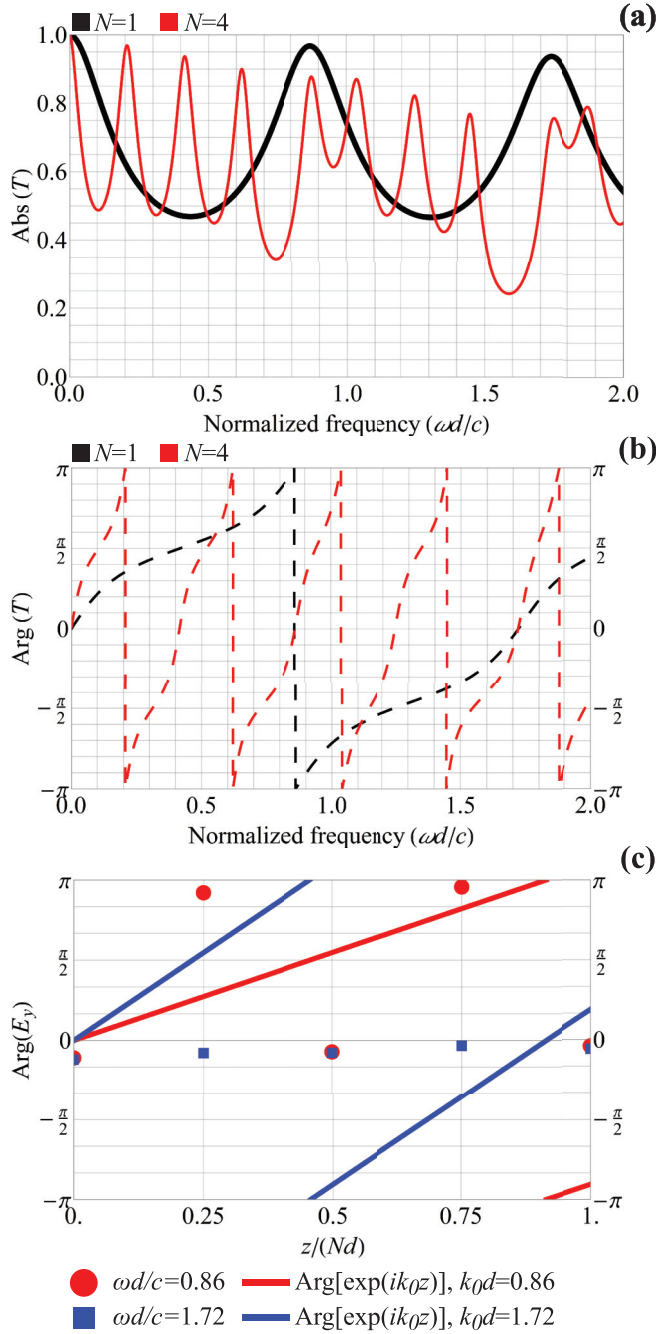 (a)
N=1 N=4
1.0
0.8
0.6
0.4
0.2
0.0
Abs (T)
0.0 0.5 1.0 1.5 2.0
Normalized frequency (ωd/c)
(b)
N=1 N=4
π π
π/2 π/2
0 0
−π/2 −π/2
−π −π
Arg (T)
0.0 0.5 1.0 1.5 2.0
Normalized frequency (ωd/c)
(c)
π π
π/2 π/2
0 0
−π/2 −π/2
−π −π
Arg(E_y)
0. 0.25 0.5 0.75 1.
z/(Nd)
ωd/c=0.86 Arg[exp(ik₀z)], k₀d=0.86
ωd/c=1.72 Arg[exp(ik₀z)], k₀d=1.72